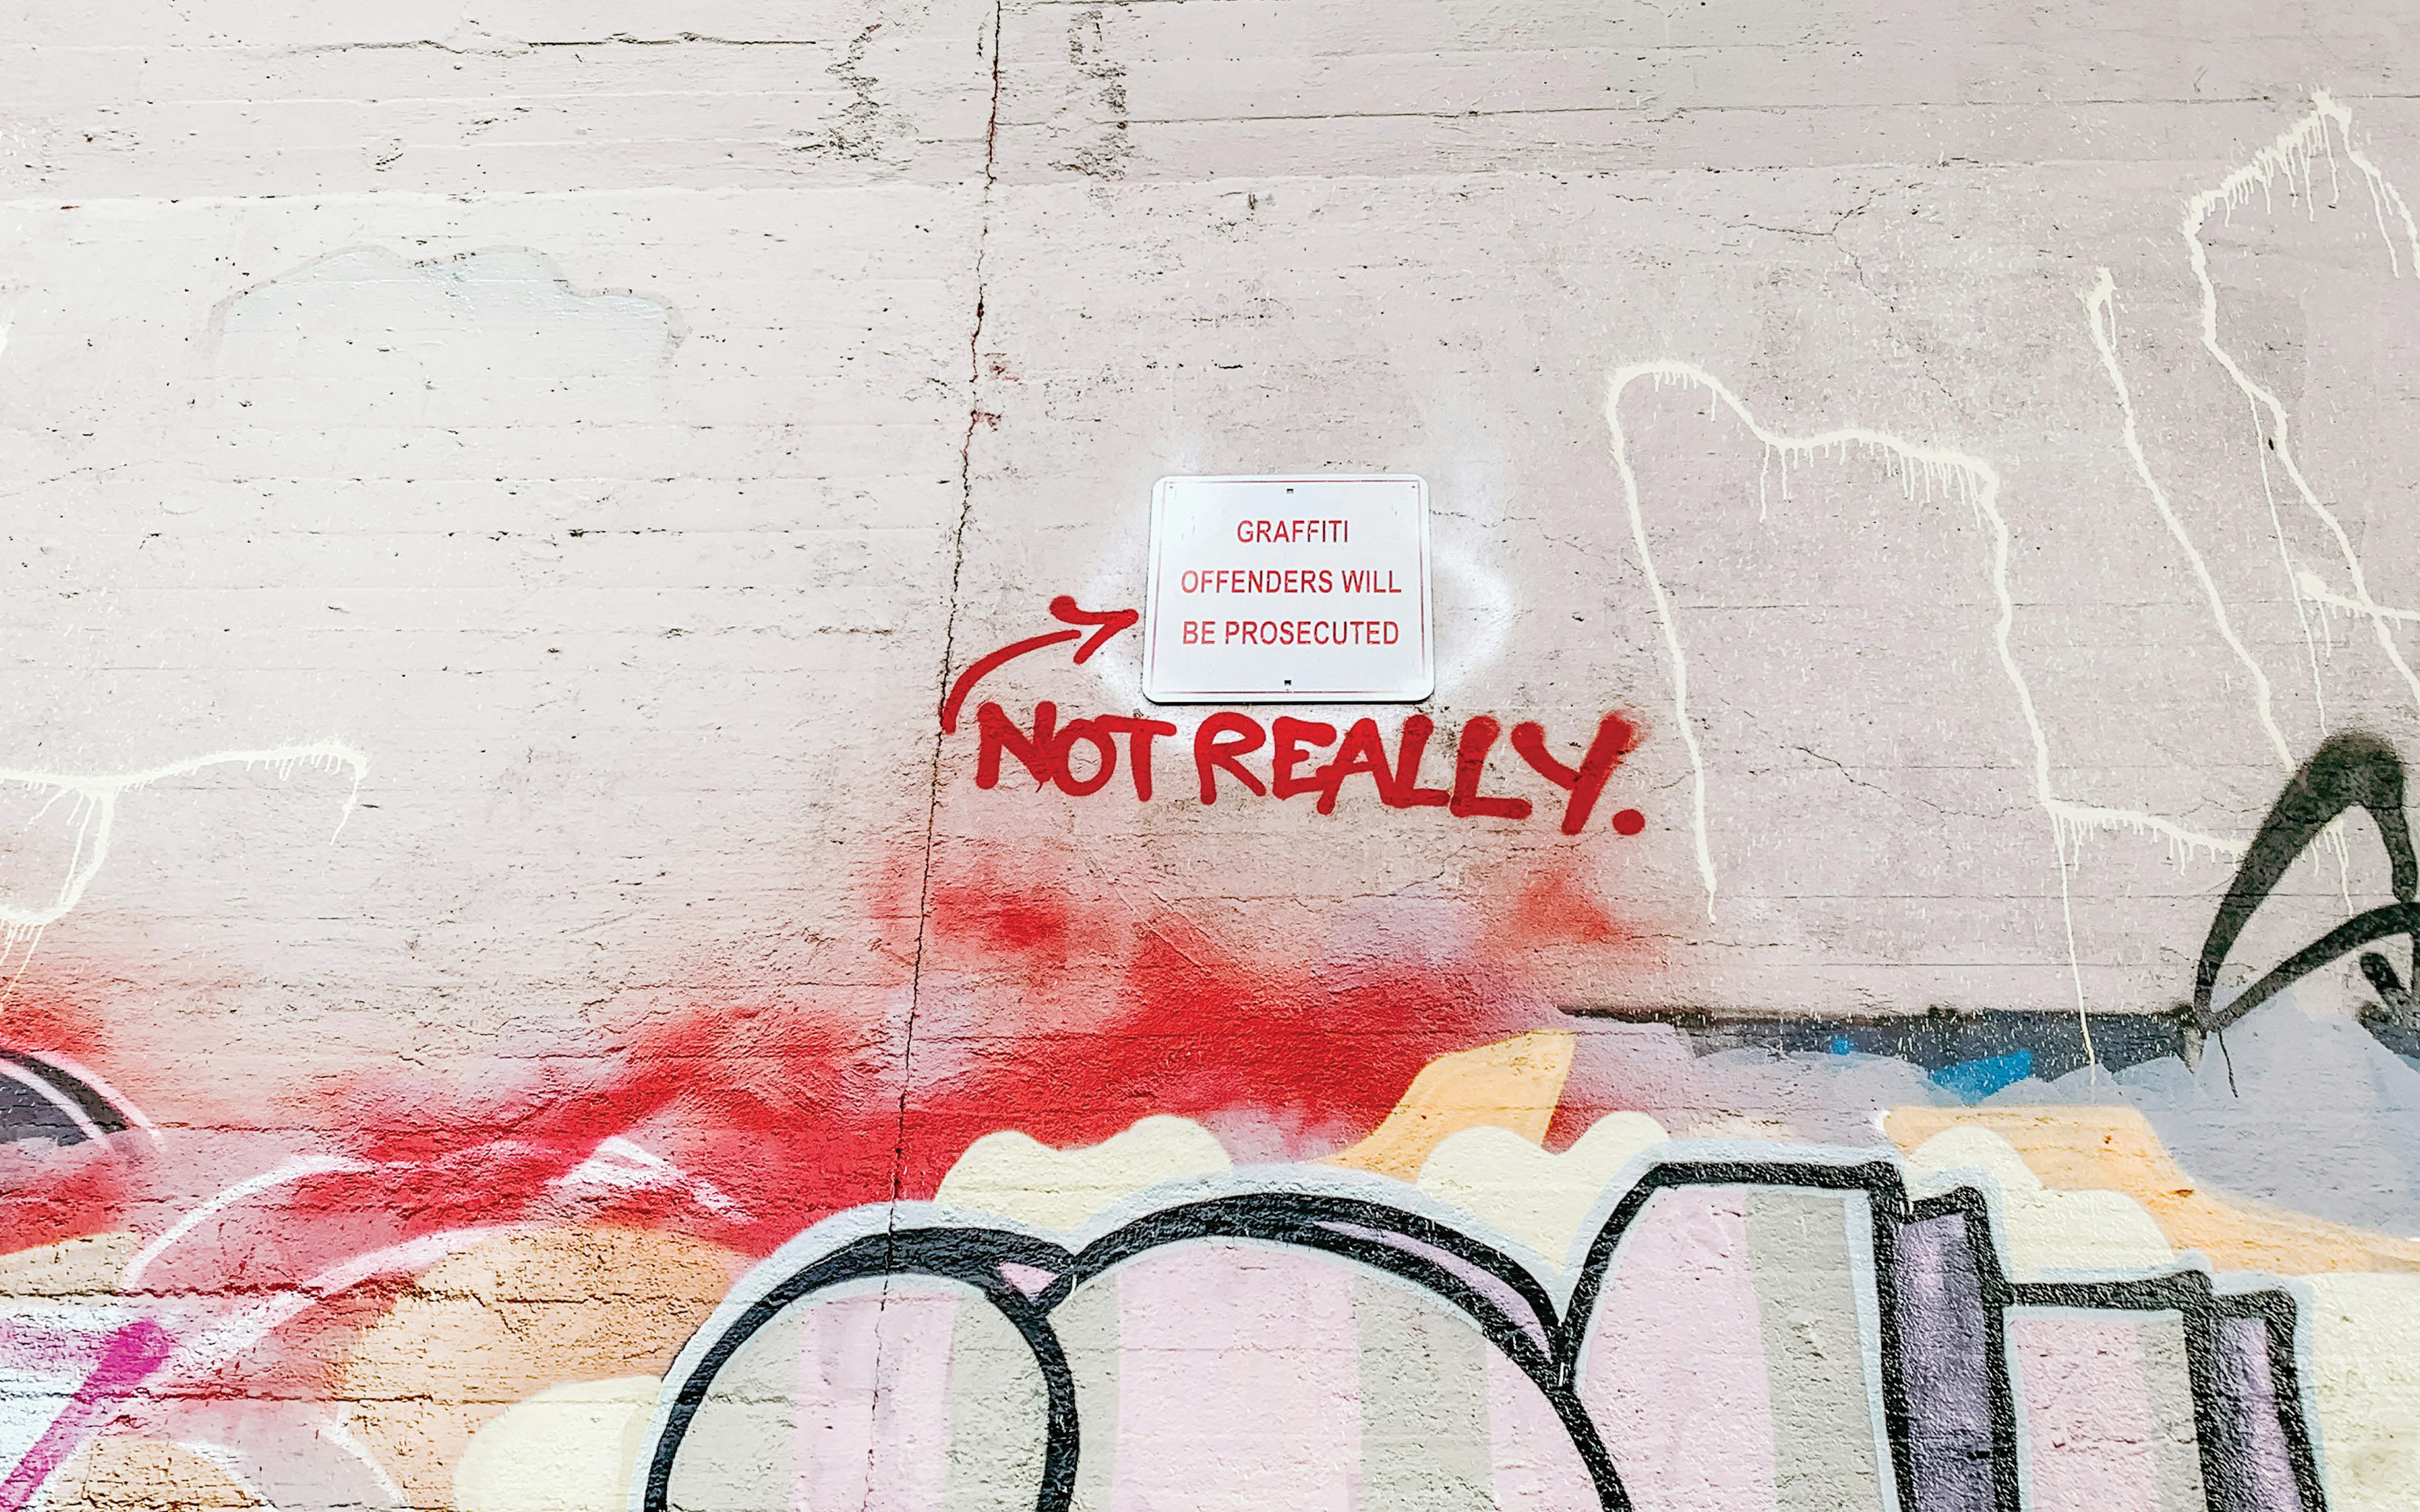 GRAFFITI
OFFENDERS WILL
BE PROSECUTED
NOT REALLY.